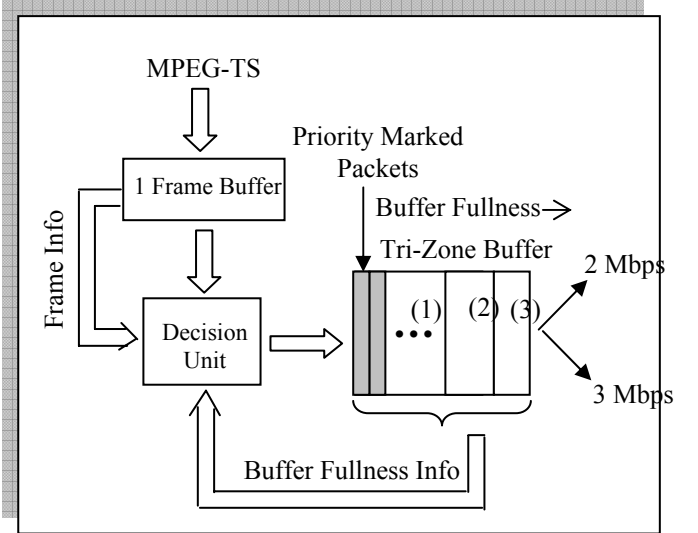 MPEG-TS
Priority Marked
Packets
1 Frame Buffer
Buffer Fullness
Frame Info
Tri-Zone Buffer
2 Mbps
(1)
(2)
(3)
•••
Decision
Unit
3 Mbps
Buffer Fullness Info